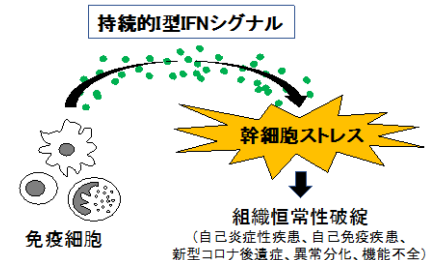 持続的I型IFNシグナル
幹細胞ストレス
免疫細胞
組織恒常性破綻
(自己炎症性疾患、自己免疫疾患、
新型コロナ後遺症、異常分化、機能不全)